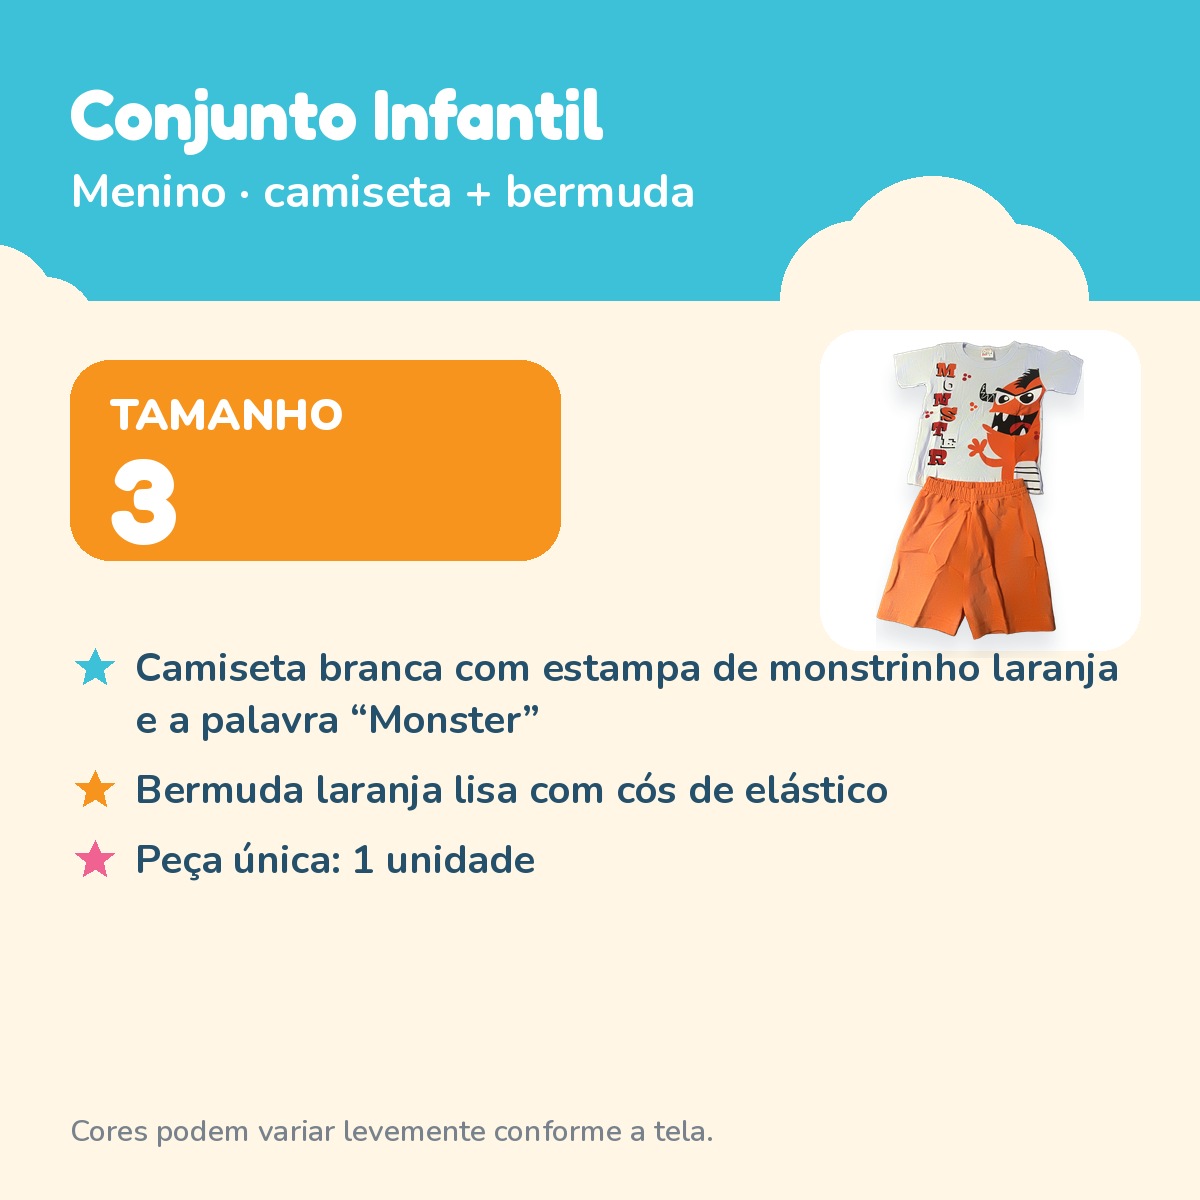 Conjunto Infantil
Menino · camiseta + bermuda
TAMANHO
3
MONSTER
Camiseta branca com estampa de monstrinho laranja
e a palavra “Monster”
Bermuda laranja lisa com cós de elástico
Peça única: 1 unidade
Cores podem variar levemente conforme a tela.